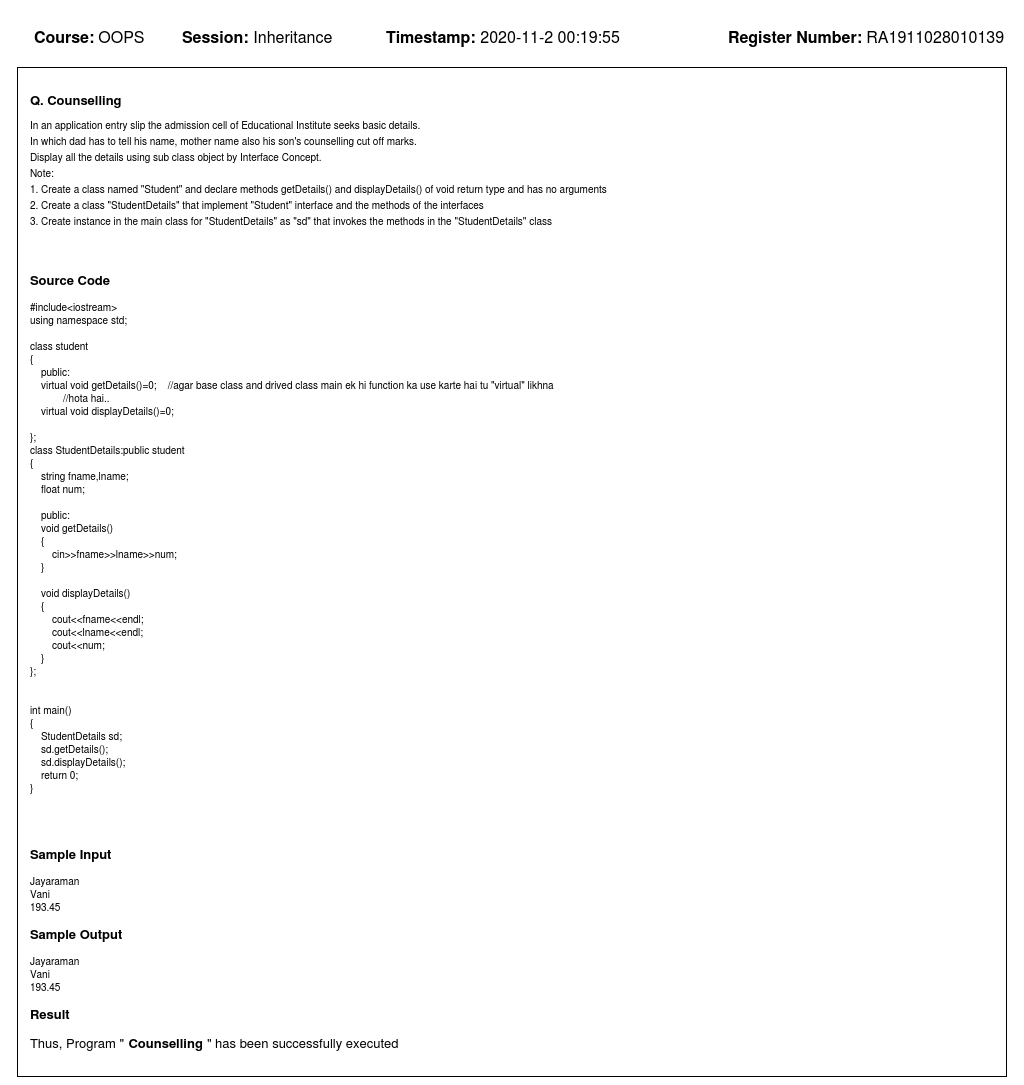 Course: OOPS Session: Inheritance Timestamp: 2020-11-2 00:19:55 Register Number: RA1911028010139
Q. Counselling
In an application entry slip the admission cell of Educational Institute seeks basic details.
In which dad has to tell his name, mother name also his son's counselling cut off marks.
Display all the details using sub class object by Interface Concept.
Note:
1. Create a class named "Student" and declare methods getDetails() and displayDetails() of void return type and has no arguments
2. Create a class "StudentDetails" that implement "Student" interface and the methods of the interfaces
3. Create instance in the main class for "StudentDetails" as "sd" that invokes the methods in the "StudentDetails" class
Source Code
#include<iostream>
using namespace std;
class student
{
public:
virtual void getDetails()=0; //agar base class and drived class main ek hi function ka use karte hai tu "virtual" likhna
//hota hai..
virtual void displayDetails()=0;
};
class StudentDetails:public student
{
string fname,lname;
float num;
public:
void getDetails()
{
cin>>fname>>lname>>num;
}
void displayDetails()
{
cout<<fname<<endl;
cout<<lname<<endl;
cout<<num;
}
};
int main()
{
StudentDetails sd;
sd.getDetails();
sd.displayDetails();
return 0;
}
Sample Input
Jayaraman
Vani
193.45
Sample Output
Jayaraman
Vani
193.45
Result
Thus, Program " Counselling " has been successfully executed